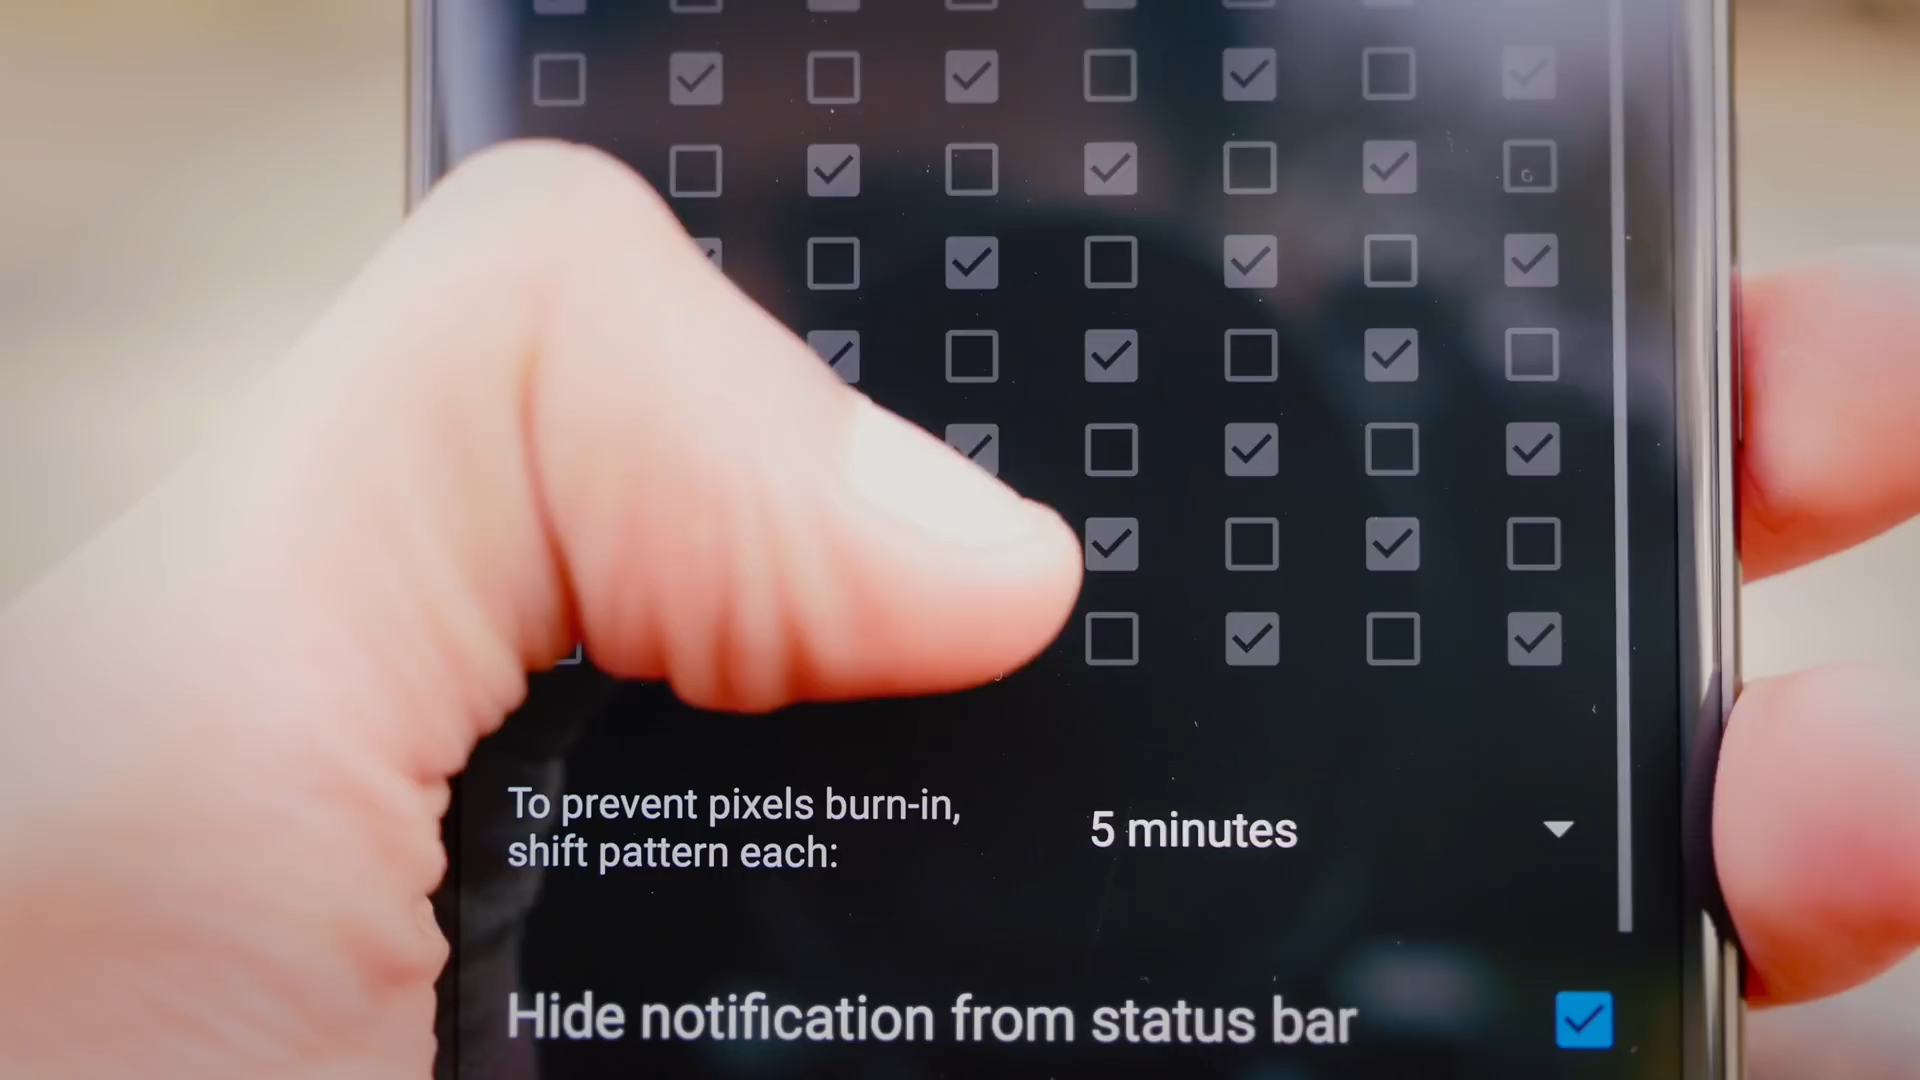 To prevent pixels burn-in,
shift pattern each:
5 minutes
Hide notification from status bar